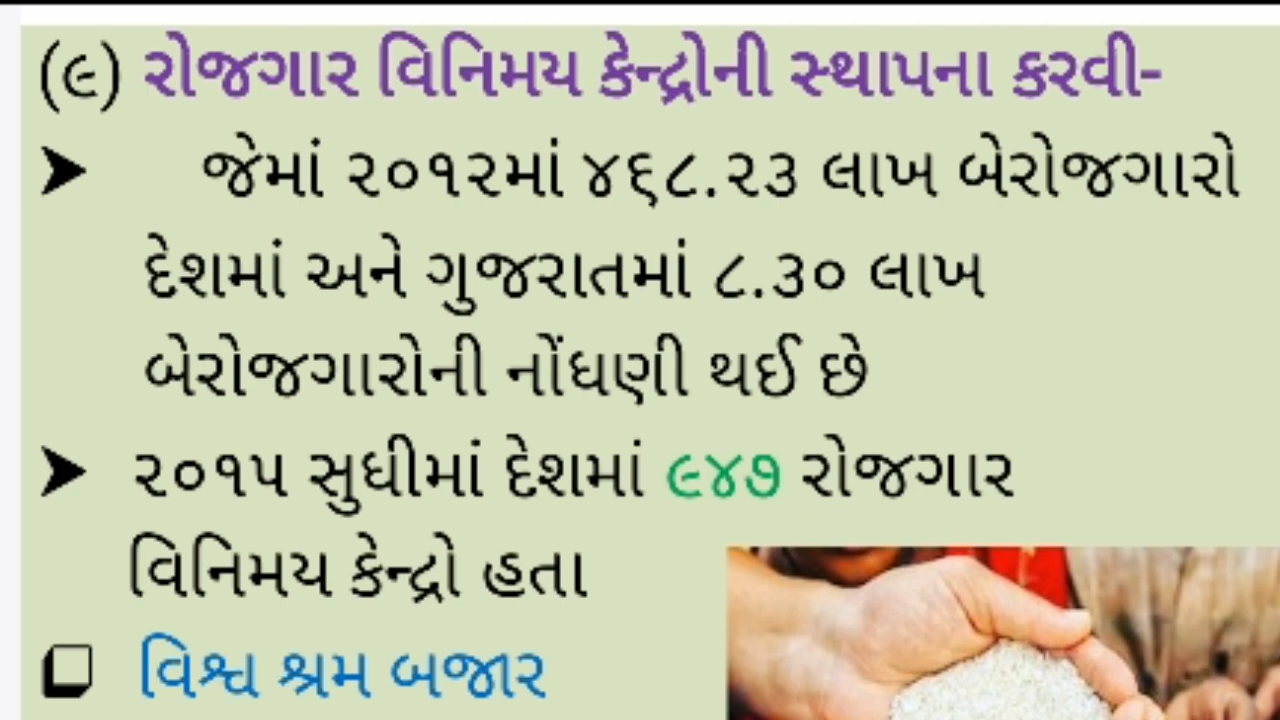 (૯) રોજગાર વિનિમય કેન્દ્રોની સ્થાપના કરવી-
➤ જેમાં ૨૦૧૨માં ૪૬૮.૨૩ લાખ બેરોજગારો
દેશમાં અને ગુજરાતમાં ૮.૩૦ લાખ
બેરોજગારોની નોંધણી થઈ છે
➤ ૨૦૧૫ સુધીમાં દેશમાં ૯૪૭ રોજગાર
વિનિમય કેન્દ્રો હતા
❑ વિશ્વ શ્રમ બજાર